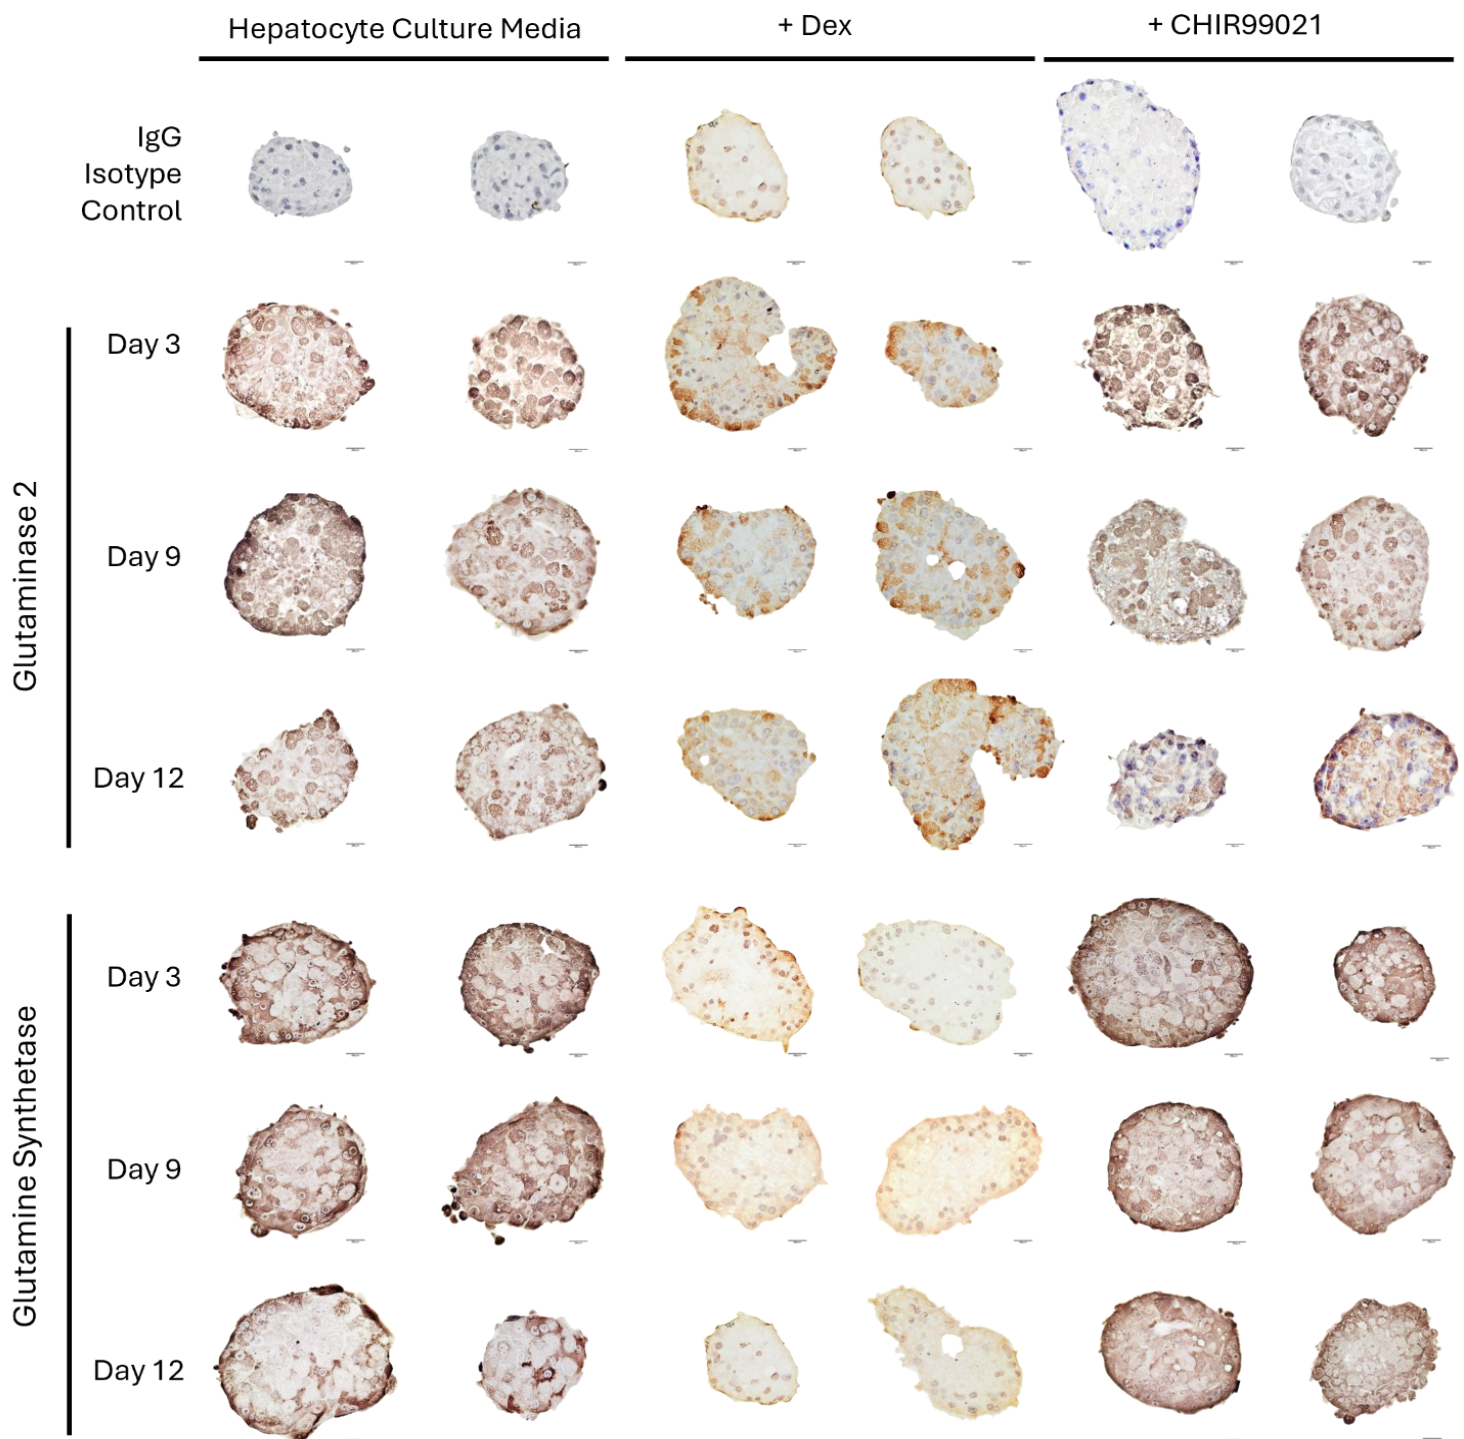 Hepatocyte Culture Media
+ Dex
+ CHIR99021
IgG
Isotype
Control
Glutaminase 2
Day 3
Day 9
Day 12
Glutamine Synthetase
Day 3
Day 9
Day 12